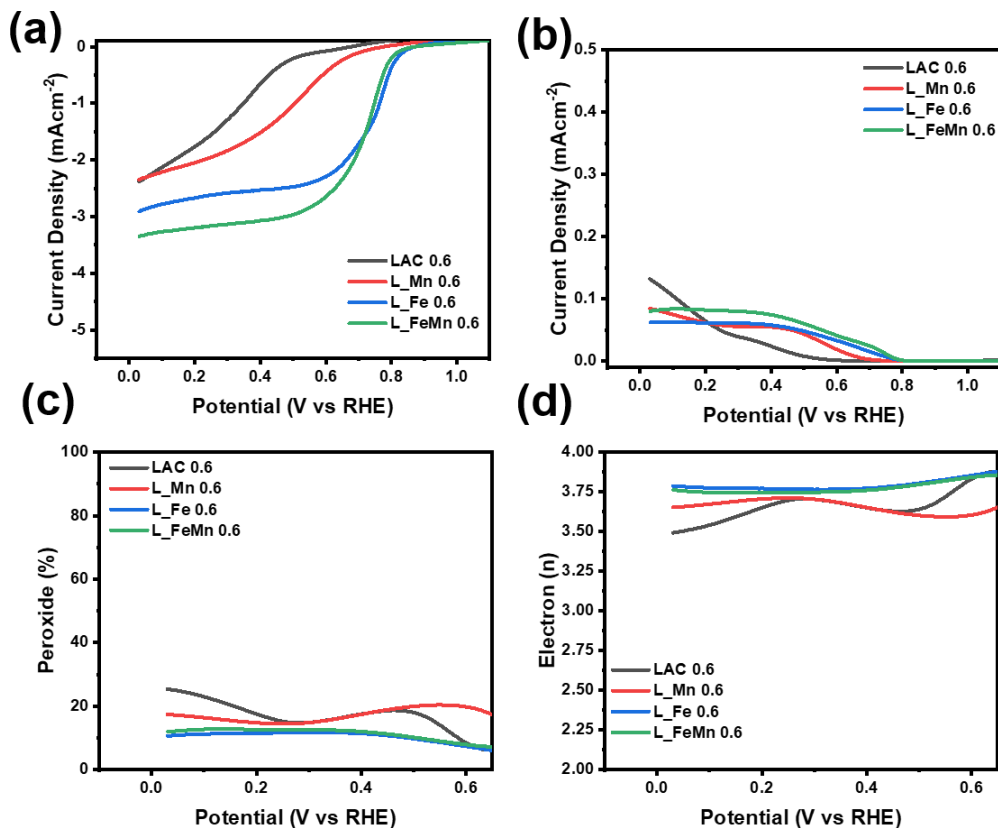 (a)
Current Density (mAcm-2)
0
-1
-2
-3
-4
-5
LAC 0.6
L_Mn 0.6
L_Fe 0.6
L_FeMn 0.6
0.0 0.2 0.4 0.6 0.8 1.0
Potential (V vs RHE)
(b)
Current Density (mAcm-2)
0.5
0.4
0.3
0.2
0.1
0.0
LAC 0.6
L_Mn 0.6
L_Fe 0.6
L_FeMn 0.6
0.0 0.2 0.4 0.6 0.8 1.0
Potential (V vs RHE)
(c)
Peroxide (%)
100
80
60
40
20
0
LAC 0.6
L_Mn 0.6
L_Fe 0.6
L_FeMn 0.6
0.0 0.2 0.4 0.6
Potential (V vs RHE)
(d)
Electron (n)
4.00
3.75
3.50
3.25
3.00
2.75
2.50
2.25
2.00
LAC 0.6
L_Mn 0.6
L_Fe 0.6
L_FeMn 0.6
0.0 0.2 0.4 0.6
Potential (V vs RHE)